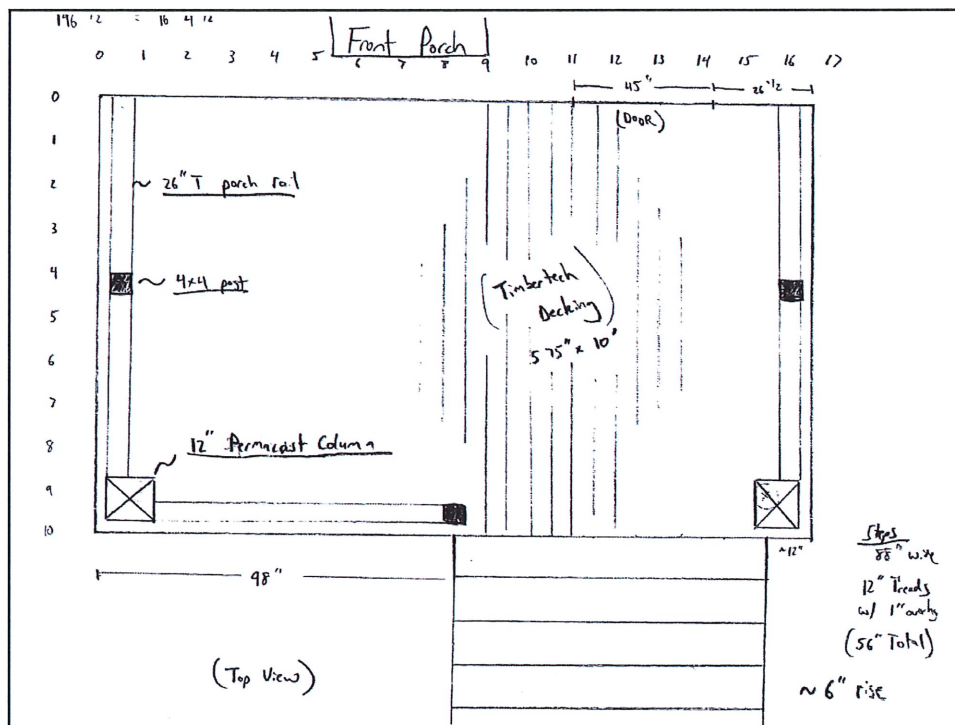 196 1/2 = 16 4 1/2
Front Porch
0 1 2 3 4 5 6 7 8 9 10 11 12 13 14 15 16 17
45"
26 1/2
(DOOR)
0
1
2
~ 26" T porch rail
3
4
~ 4x4 post
5
6
7
8
9
10
(Timbertech
Decking)
5.75" x 10"
~ 12" Permacast Column
~12"
98"
Steps
88" wide
12" Treads
w/ 1" overhg
(56" Total)
~ 6" rise
(Top View)